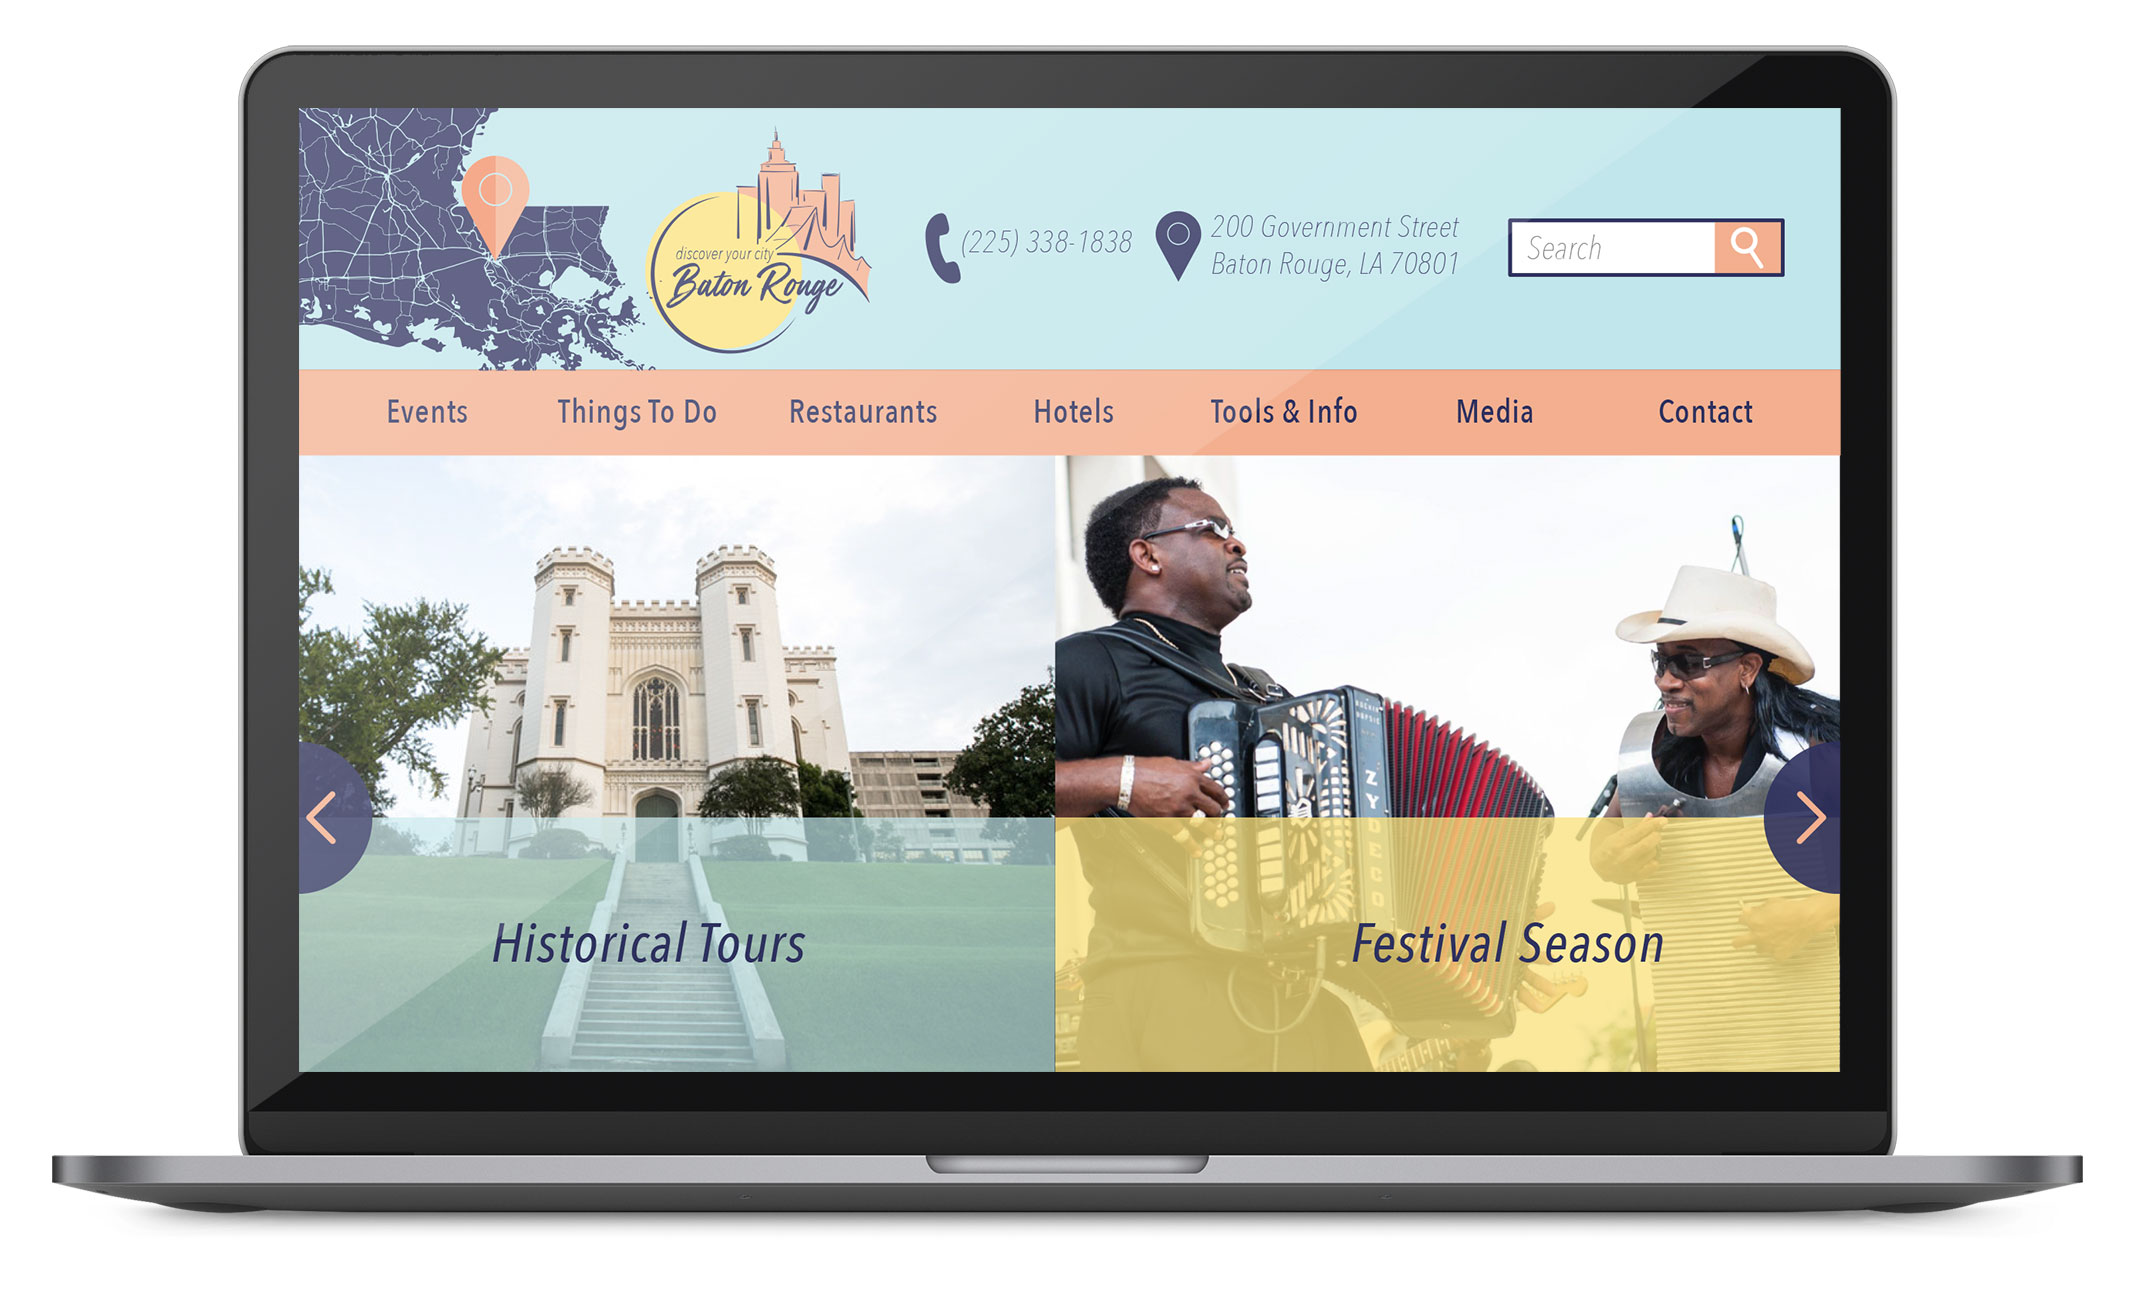 discover your city
Baton Rouge
(225) 338-1838
200 Government Street
Baton Rouge, LA 70801
Search
Events
Things To Do
Restaurants
Hotels
Tools & Info
Media
Contact
ZYDECO
Historical Tours
Festival Season